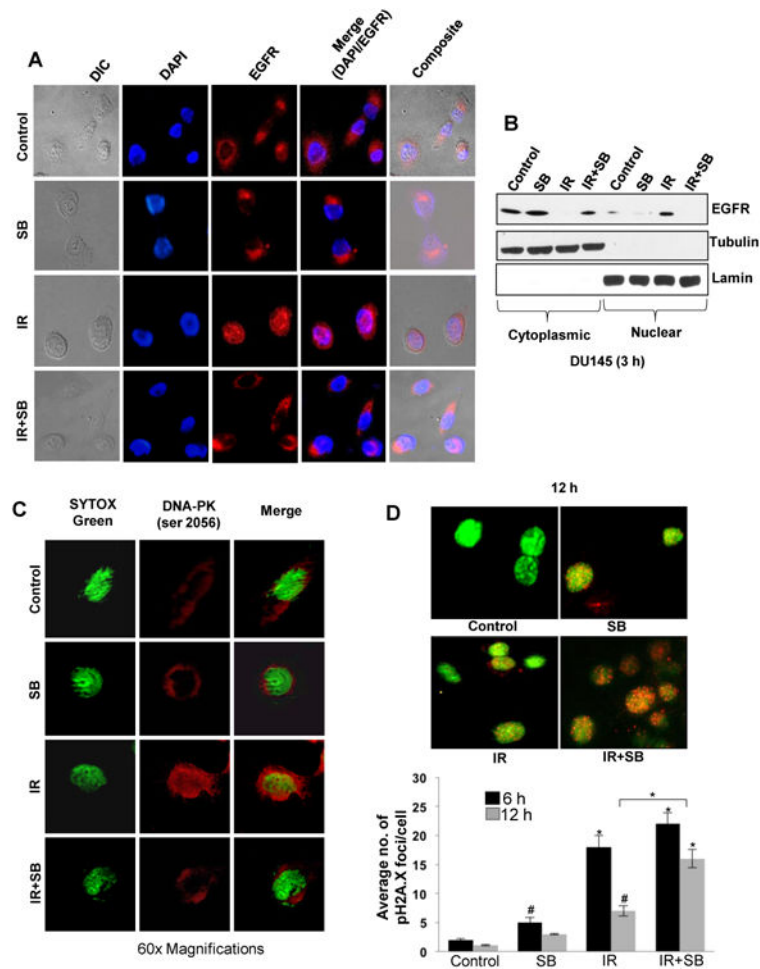 A
DIC
DAPI
EGFR
Merge
(DAPI/EGFR)
Composite
Control
SB
IR
IR+SB
B
Control
SB
IR
IR+SB
Control
SB
IR
IR+SB
EGFR
Tubulin
Lamin
Cytoplasmic
Nuclear
DU145 (3 h)
C
SYTOX
Green
DNA-PK
(ser 2056)
Merge
Control
SB
IR
IR+SB
60x Magnifications
D
12 h
Control
SB
IR
IR+SB
Average no. of
pH2A.X foci/cell
30
25
20
15
10
5
0
6 h
12 h
#
*
#
*
*
*
Control
SB
IR
IR+SB